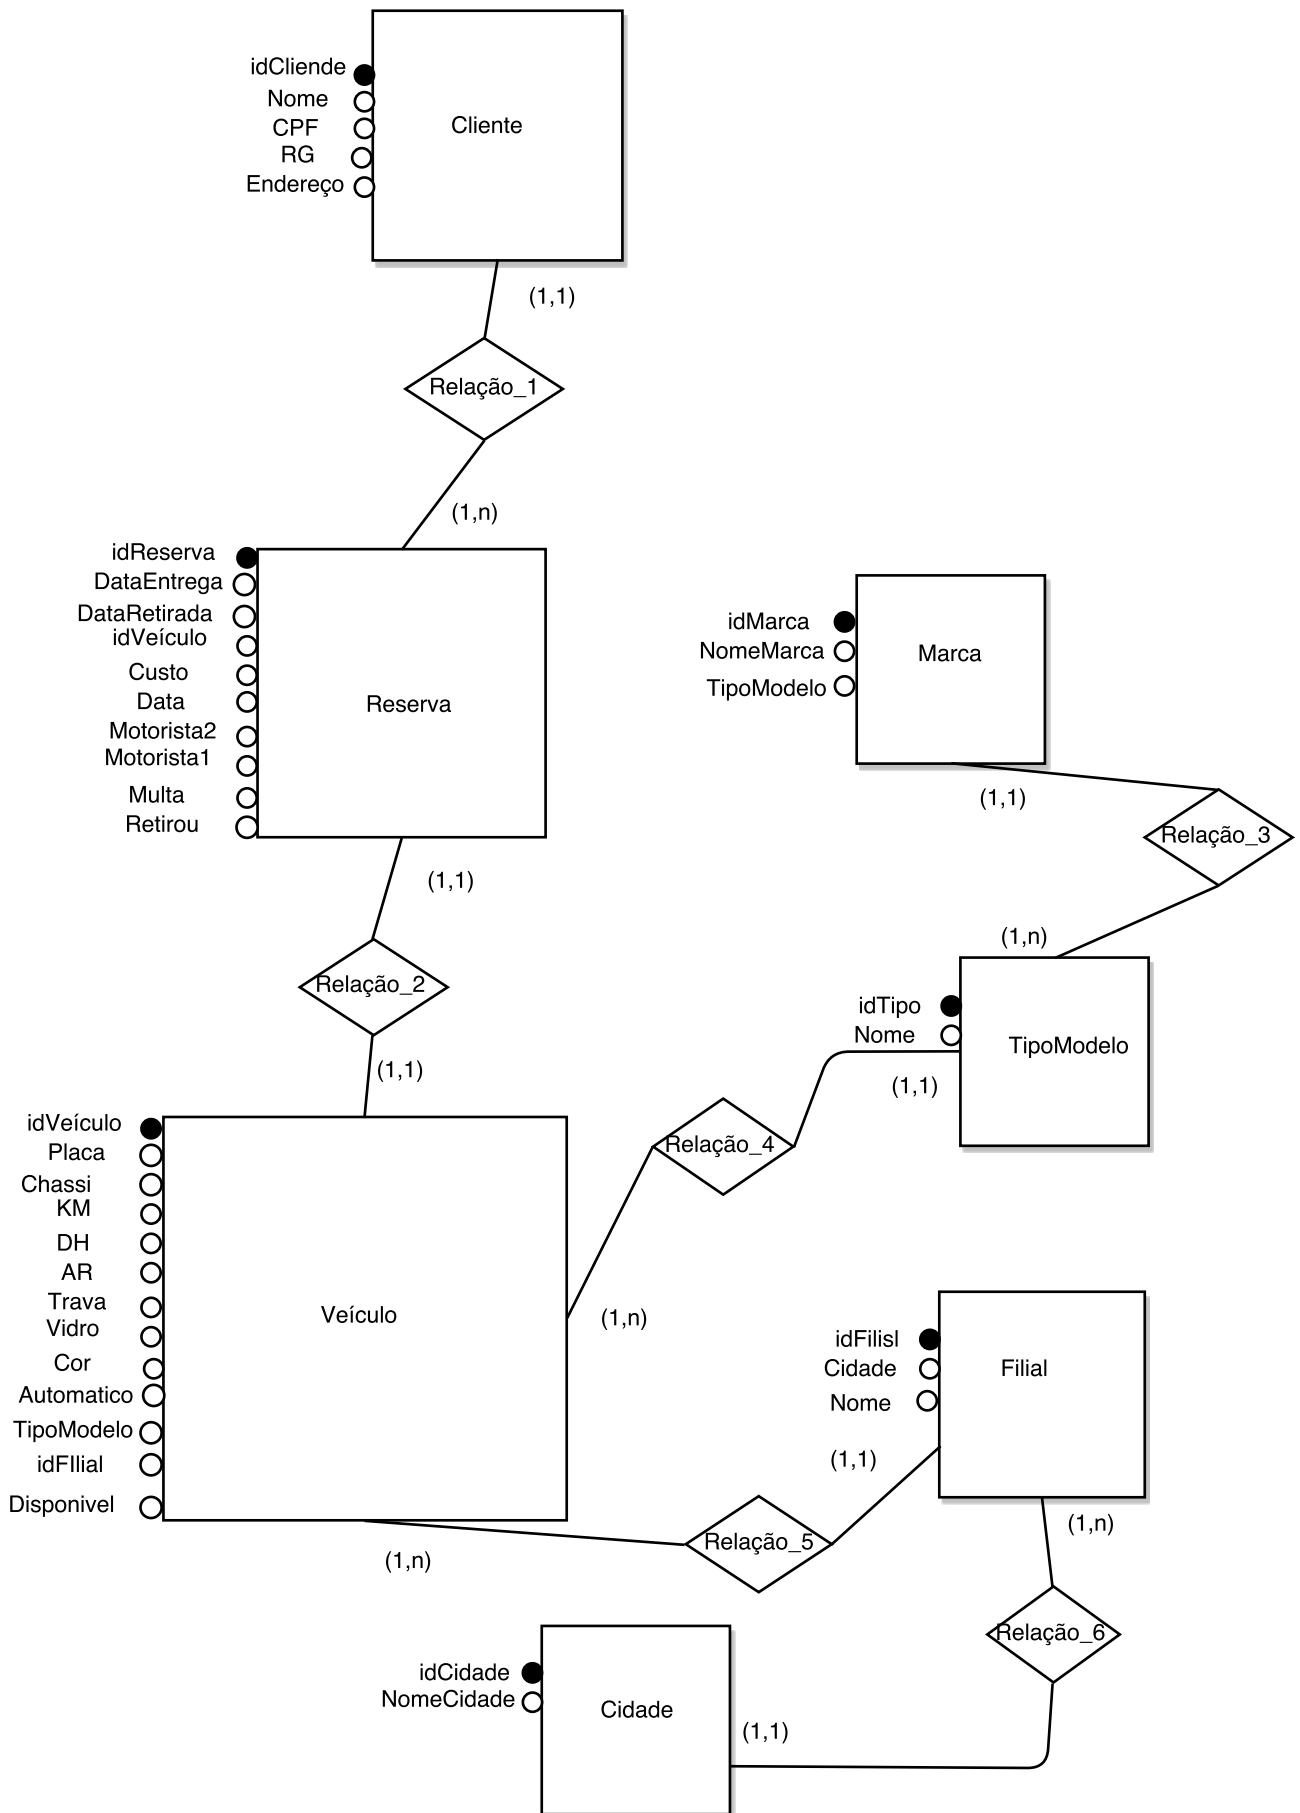 idCliende
Nome
CPF
RG
Endereço
Cliente
(1,1)
Relação_1
(1,n)
idReserva
DataEntrega
DataRetirada
idVeículo
Custo
Data
Motorista2
Motorista1
Multa
Retirou
Reserva
idMarca
NomeMarca
TipoModelo
Marca
(1,1)
Relação_3
(1,n)
(1,1)
Relação_2
(1,1)
idTipo
Nome
TipoModelo
(1,1)
Relação_4
(1,n)
idVeículo
Placa
Chassi
KM
DH
AR
Trava
Vidro
Cor
Automatico
TipoModelo
idFIlial
Disponivel
Veículo
idFilisl
Cidade
Nome
Filial
(1,1)
Relação_5
(1,n)
(1,n)
Relação_6
(1,1)
idCidade
NomeCidade
Cidade